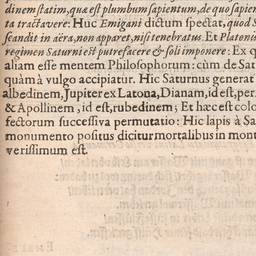 dinem statim, quæ est plumbum sapientum, de quo sapien
ta tractavere: Huc Emigani dictum spectat, quod S
scandit in aëra, non apparet, nisi tenebratus. Et Platonis
regimen Saturni est putrefacere & soli imponere: Ex q
aliam esse mentem Philosophorum: cùm de Sat
quàm à vulgo accipiatur. Hic Saturnus generat
albedinem, Jupiter ex Latona, Dianam, id est, per
& Apollinem, id est, rubedinem; Et hæc est colo
fectorum successiva permutatio: Hic lapis à Sa
monumento positus dicitur mortalibus in mont
verissimum est.